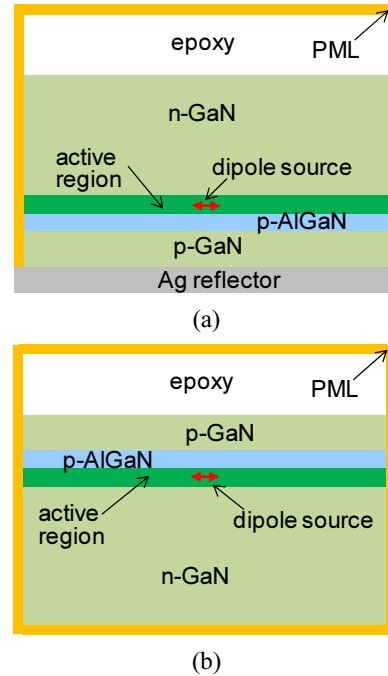 epoxy
PML
n-GaN
active
region
dipole source
p-AlGaN
p-GaN
Ag reflector
(a)
epoxy
PML
p-GaN
p-AlGaN
active
region
dipole source
n-GaN
(b)